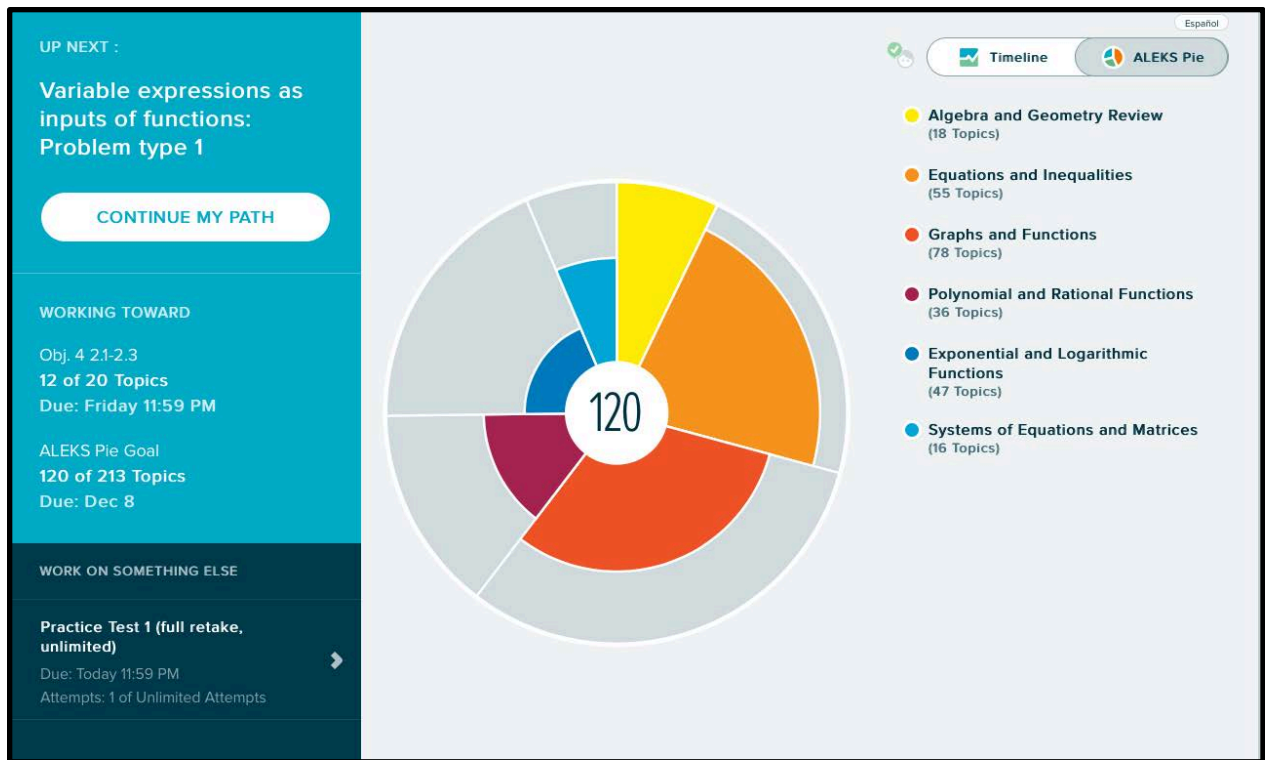 UP NEXT :
Variable expressions as
inputs of functions:
Problem type 1
CONTINUE MY PATH
WORKING TOWARD
Obj. 4 2.1-2.3
12 of 20 Topics
Due: Friday 11:59 PM
ALEKS Pie Goal
120 of 213 Topics
Due: Dec 8
WORK ON SOMETHING ELSE
Practice Test 1 (full retake,
unlimited)
Due: Today 11:59 PM
Attempts: 1 of Unlimited Attempts
120
Español
Timeline
ALEKS Pie
Algebra and Geometry Review
(18 Topics)
Equations and Inequalities
(55 Topics)
Graphs and Functions
(78 Topics)
Polynomial and Rational Functions
(36 Topics)
Exponential and Logarithmic
Functions
(47 Topics)
Systems of Equations and Matrices
(16 Topics)